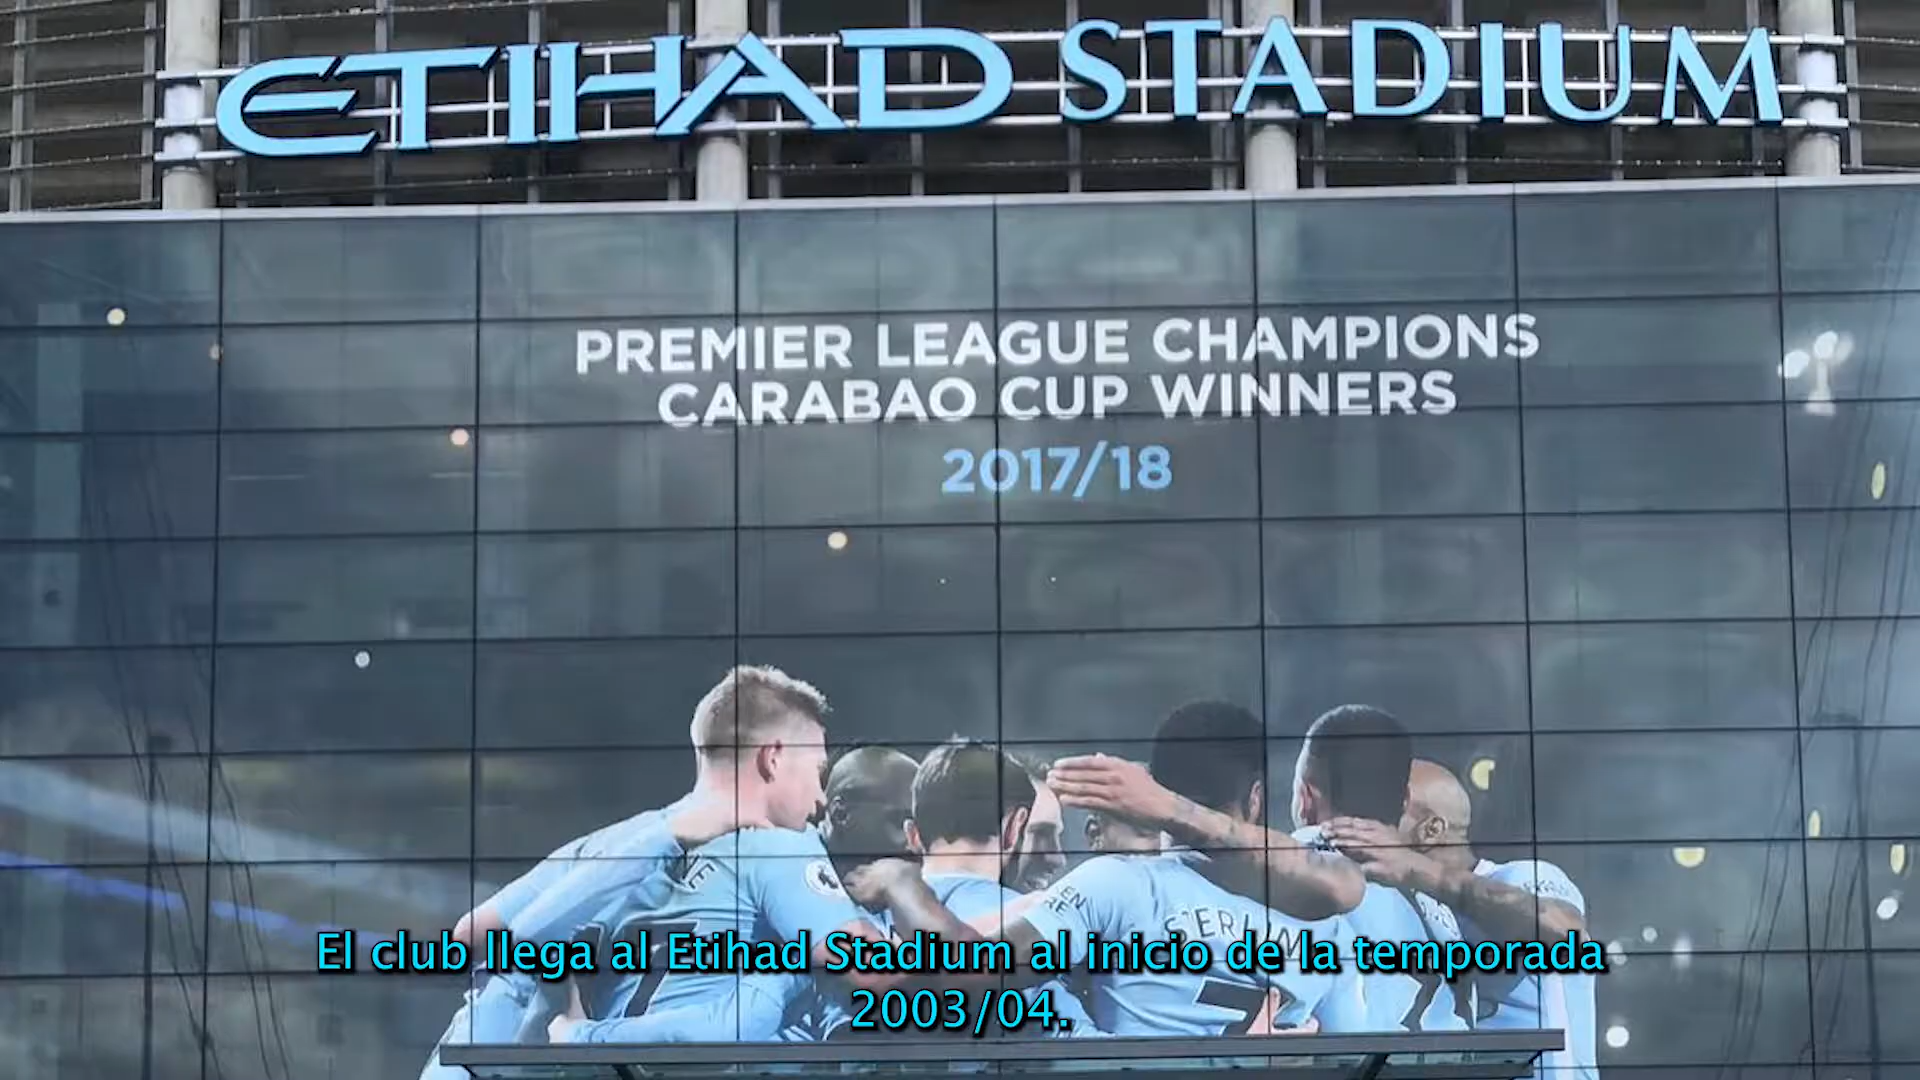 ETIHAD STADIUM
PREMIER LEAGUE CHAMPIONS
CARABAO CUP WINNERS
2017/18
El club llega al Etihad Stadium al inicio de la temporada
2003/04.